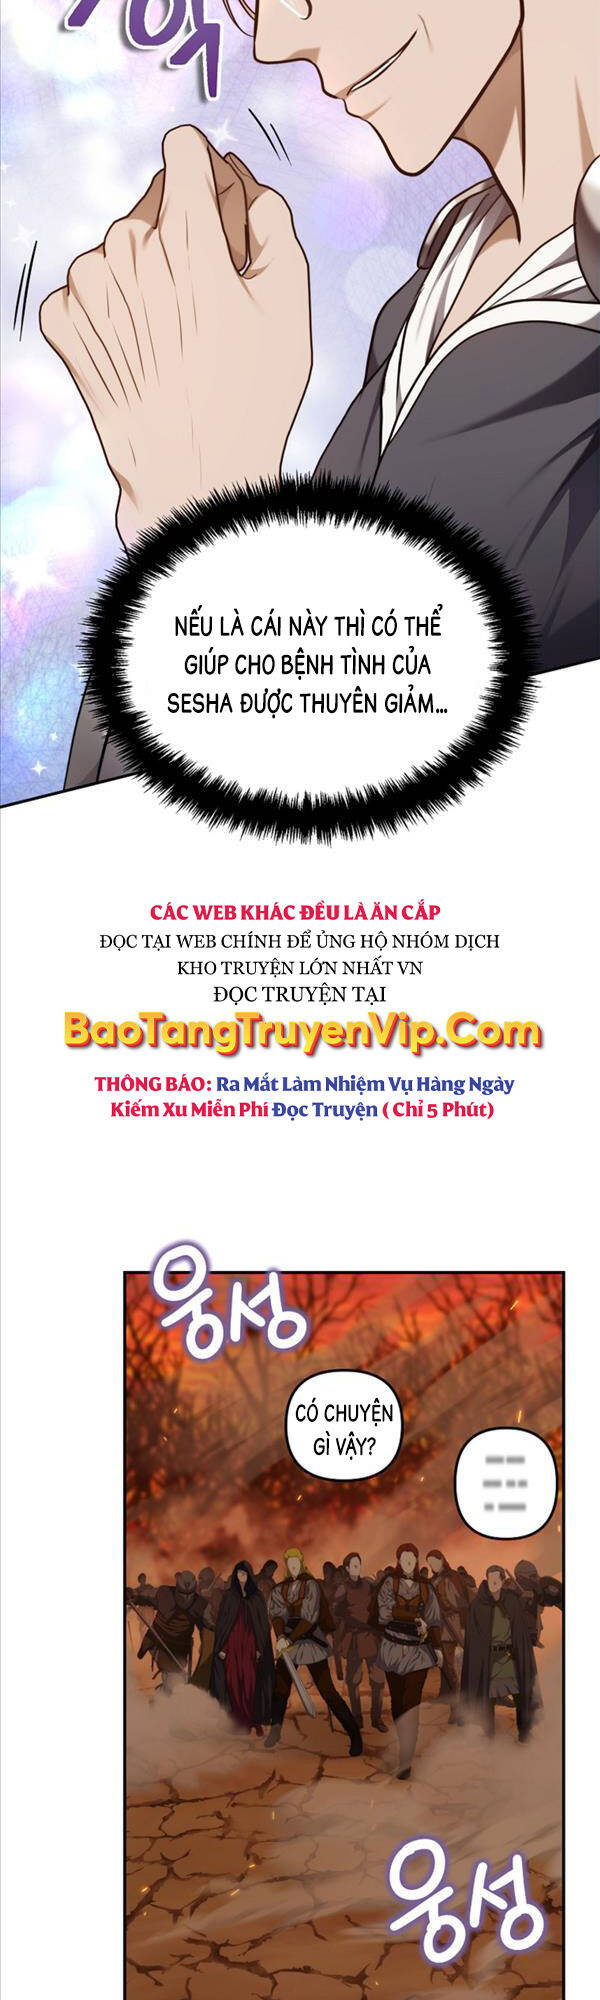 NẾU LÀ CÁI NÀY THÌ CÓ THỂ
GIÚP CHO BỆNH TÌNH CỦA
SESHA ĐƯỢC THUYÊN GIẢM...
CÁC WEB KHÁC ĐỀU LÀ ĂN CẮP
ĐỌC TẠI WEB CHÍNH ĐỂ ỦNG HỘ NHÓM DỊCH
KHO TRUYỆN LỚN NHẤT VN
ĐỌC TRUYỆN TẠI
BaoTangTruyenVip.Com
THÔNG BÁO: Ra Mắt Làm Nhiệm Vụ Hàng Ngày
Kiếm Xu Miễn Phí Đọc Truyện ( Chỉ 5 Phút)
웅성
CÓ CHUYỆN
GÌ VẬY?
웅성